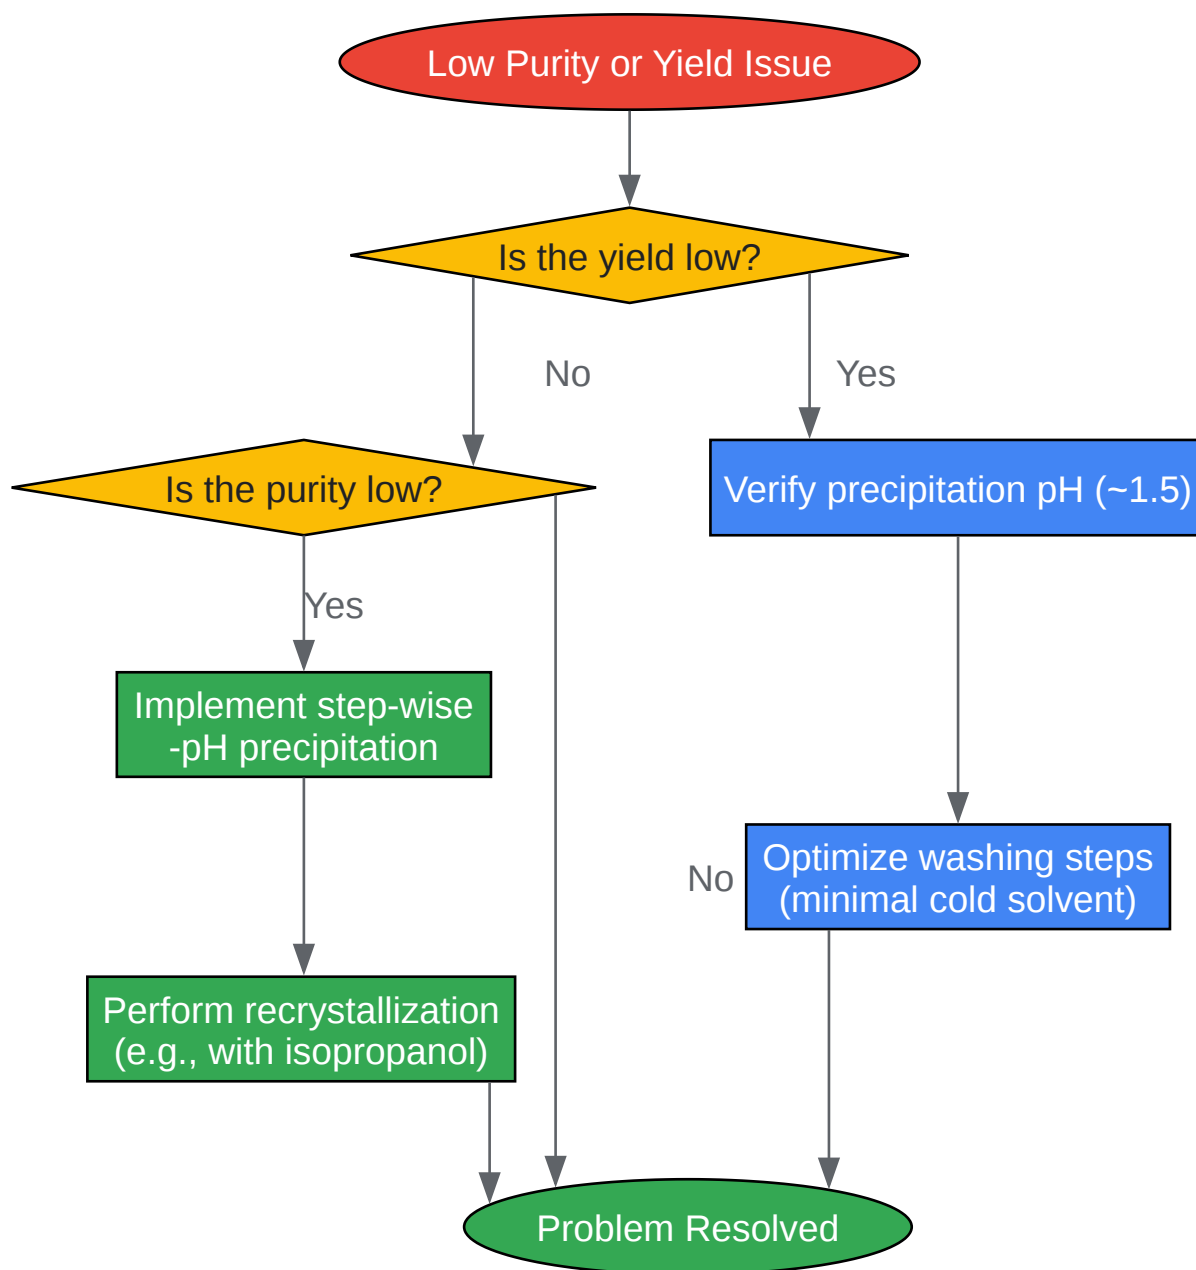 Low Purity or Yield Issue
Is the yield low?
No
Yes
Is the purity low?
Verify precipitation pH (~1.5)
Yes
Implement step-wise
-pH precipitation
No
Optimize washing steps
(minimal cold solvent)
Perform recrystallization
(e.g., with isopropanol)
Problem Resolved